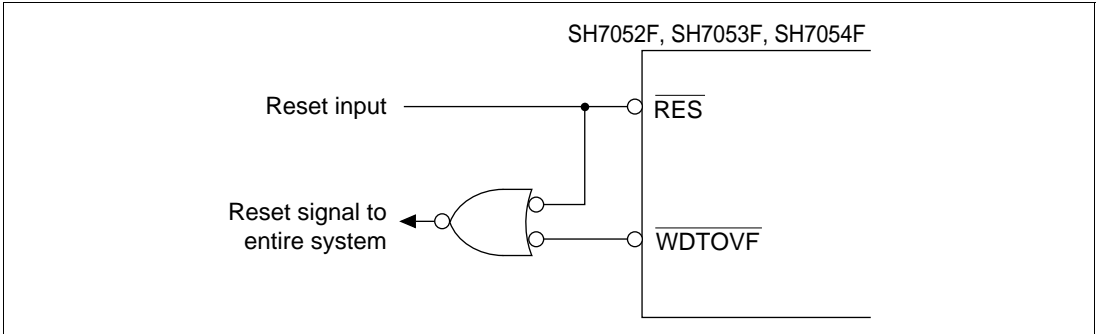 SH7052F, SH7053F, SH7054F
Reset input
RES
Reset signal to
entire system
WDTOVF